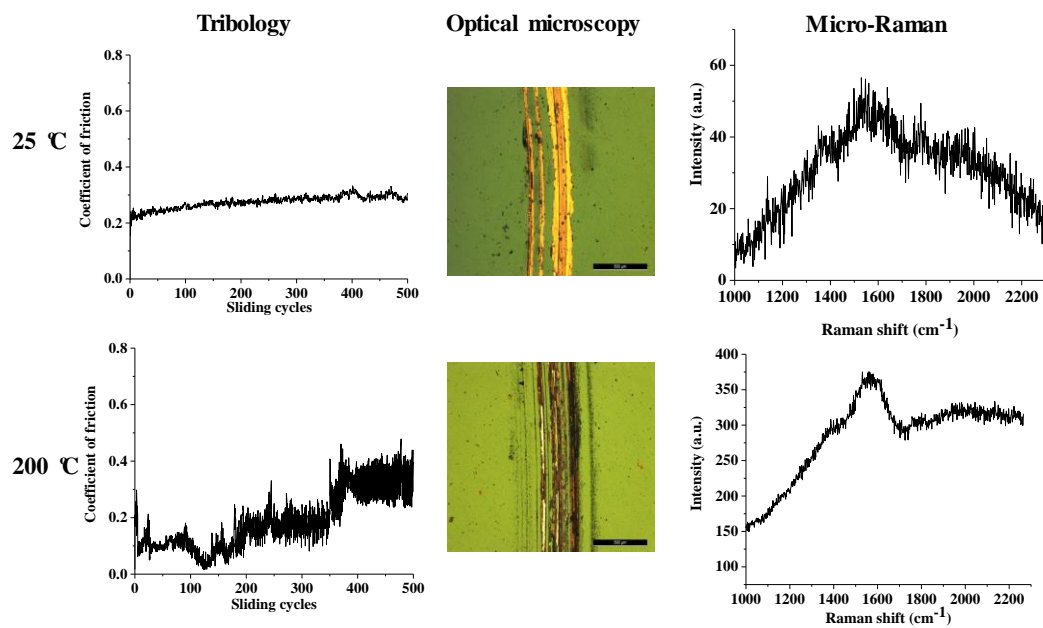 Tribology Optical microscopy Micro-Raman
25 °C
0.8
0.6
0.4
0.2
0.0
Coefficient of friction
0 100 200 300 400 500
Sliding cycles
60
40
20
0
Intensity (a.u.)
1000 1200 1400 1600 1800 2000 2200
Raman shift (cm-1)
200 °C
0.8
0.6
0.4
0.2
0.0
Coefficient of friction
0 100 200 300 400 500
Sliding cycles
400
350
300
250
200
150
100
Intensity (a.u.)
1000 1200 1400 1600 1800 2000 2200
Raman shift (cm-1)